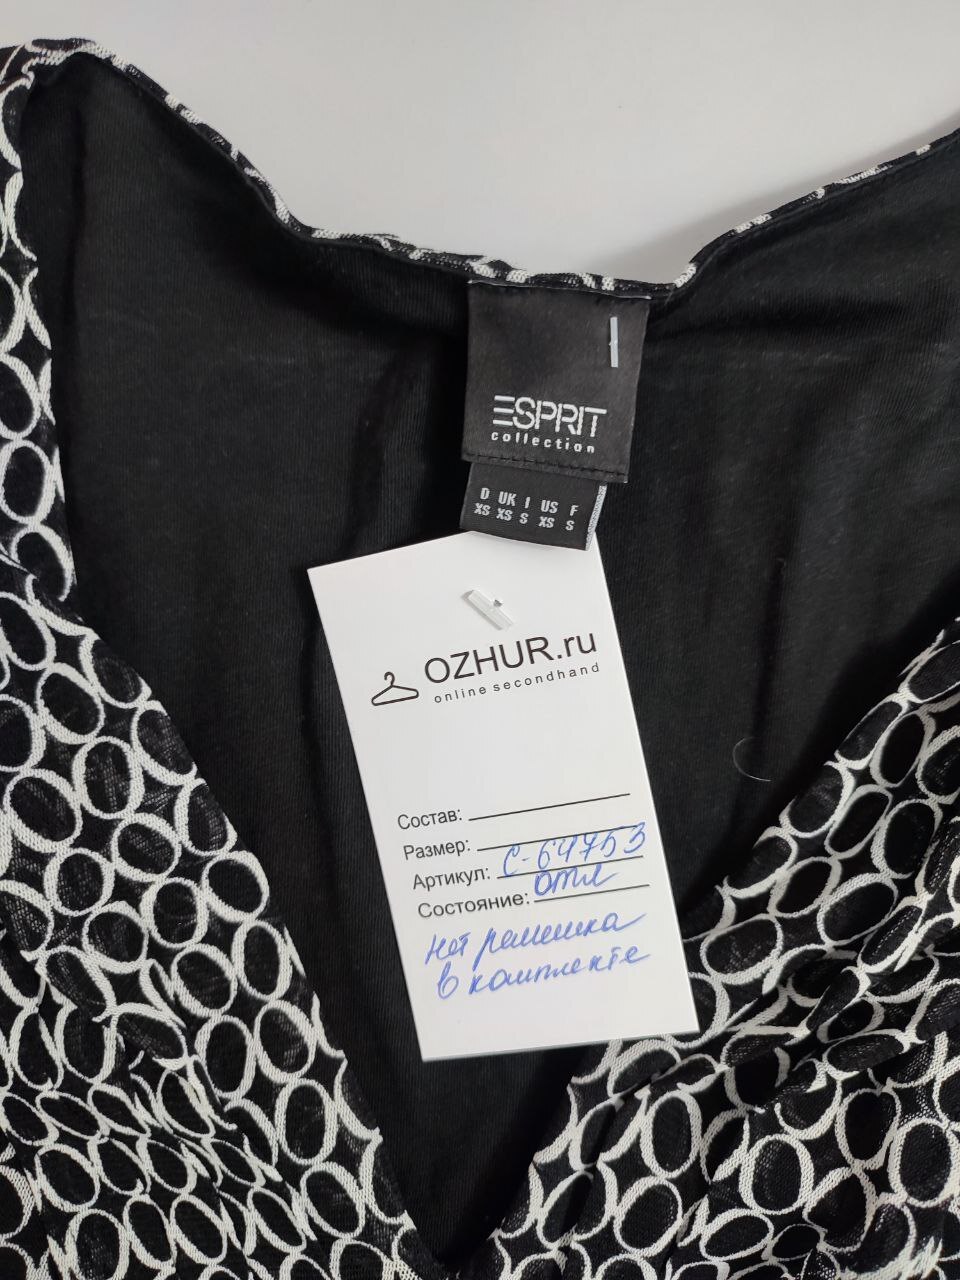 ESPRIT
collection
D UK I US F
XS XS S XS S
OZHUR.ru
online secondhand
Состав:
Размер:
Артикул: С-64753
Состояние: отл
нет ремешка
в комплекте